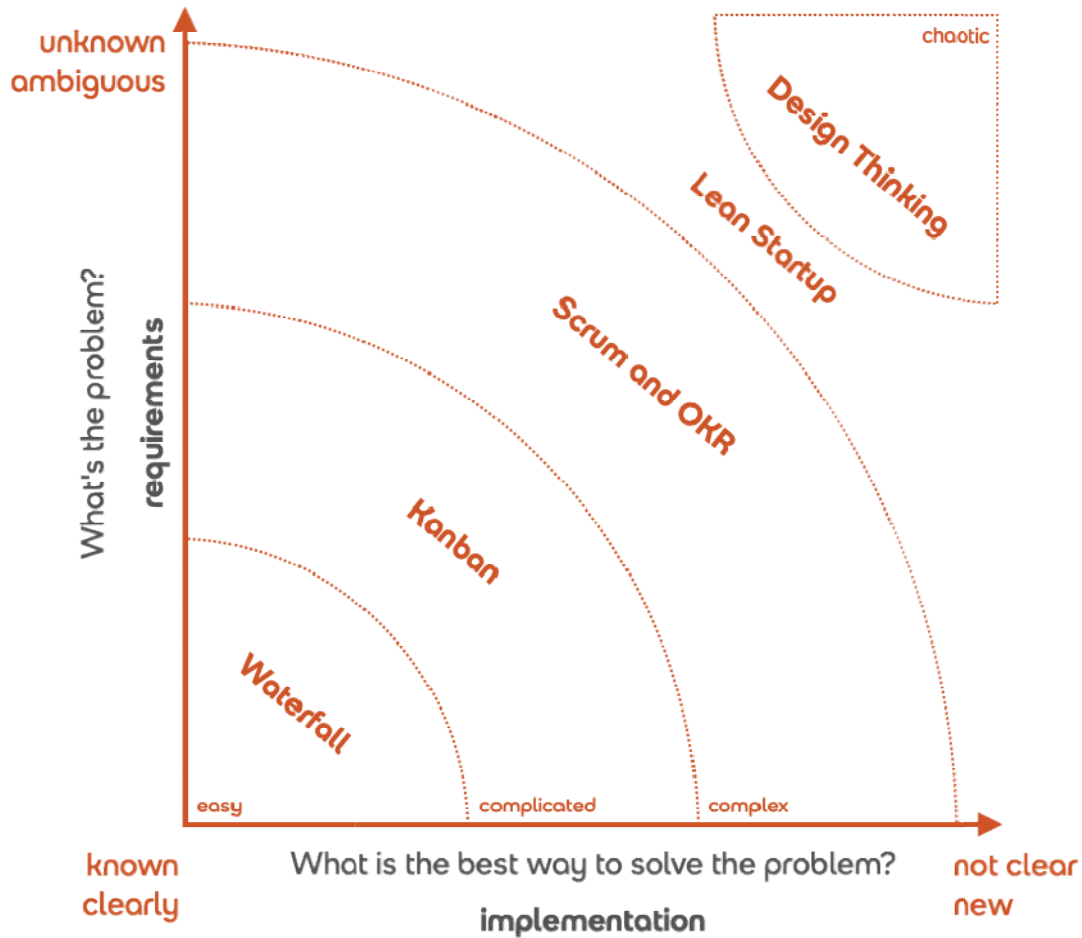 unknown
ambiguous
chaotic
Design Thinking
Lean Startup
What's the problem?
requirements
Scrum and OKR
Kanban
Waterfall
easy
complicated
complex
known
clearly
What is the best way to solve the problem?
implementation
not clear
new